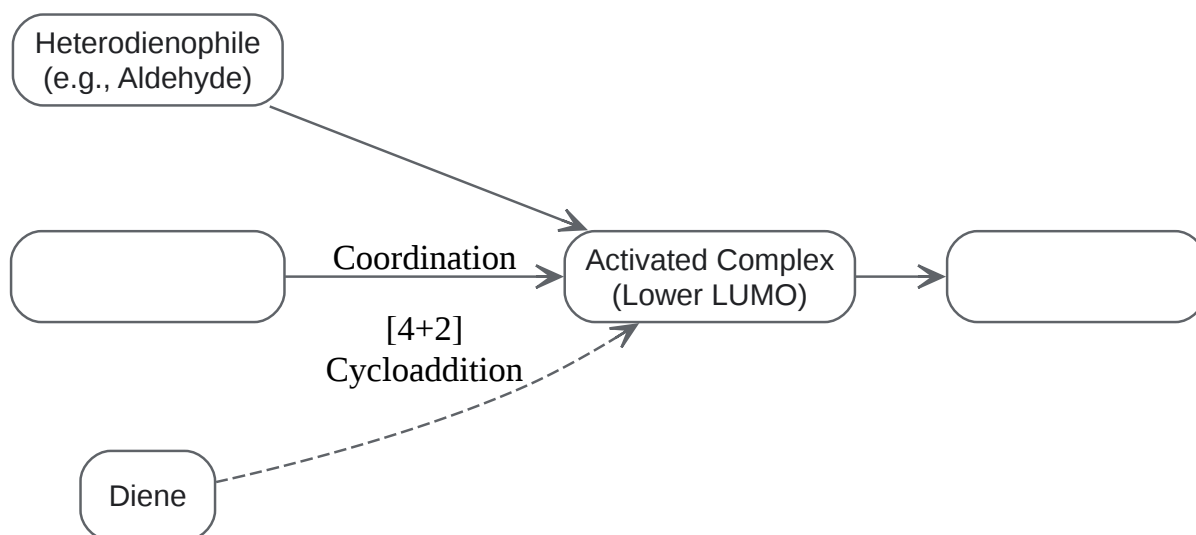 Heterodienophile
(e.g., Aldehyde)
Coordination
Activated Complex
(Lower LUMO)
[4+2]
Cycloaddition
Diene